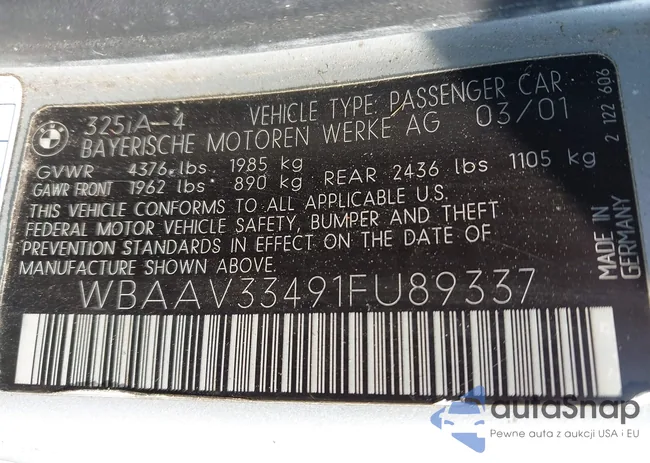 325iA-4 VEHICLE TYPE: PASSENGER CAR
BAYERISCHE MOTOREN WERKE AG 03/01
GVWR 4376 lbs 1985 kg
GAWR FRONT 1962 lbs 890 kg REAR 2436 lbs 1105 kg
THIS VEHICLE CONFORMS TO ALL APPLICABLE U.S.
FEDERAL MOTOR VEHICLE SAFETY, BUMPER AND THEFT
PREVENTION STANDARDS IN EFFECT ON THE DATE OF
MANUFACTURE SHOWN ABOVE.
2 122 606
MADE IN
GERMANY
WBAAV33491FU89337
autaSnap
Pewne auta z aukcji USA i EU